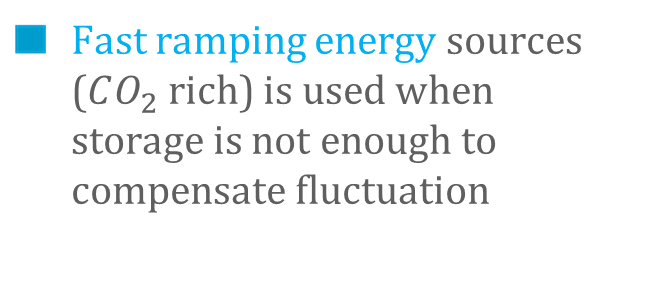 Fast ramping energy sources
(CO₂ rich) is used when
storage is not enough to
compensate fluctuation